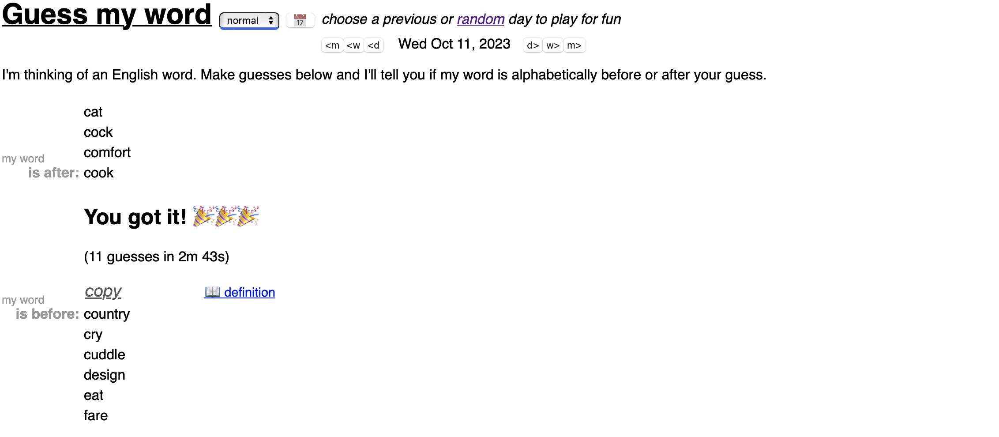 Guess my word normal 17 choose a previous or random day to play for fun
<m <w <d Wed Oct 11, 2023 d> w> m>
I'm thinking of an English word. Make guesses below and I'll tell you if my word is alphabetically before or after your guess.
cat
cock
comfort
my word
is after: cook
You got it! 🎉🎉🎉
(11 guesses in 2m 43s)
copy 📖 definition
my word
is before: country
cry
cuddle
design
eat
fare